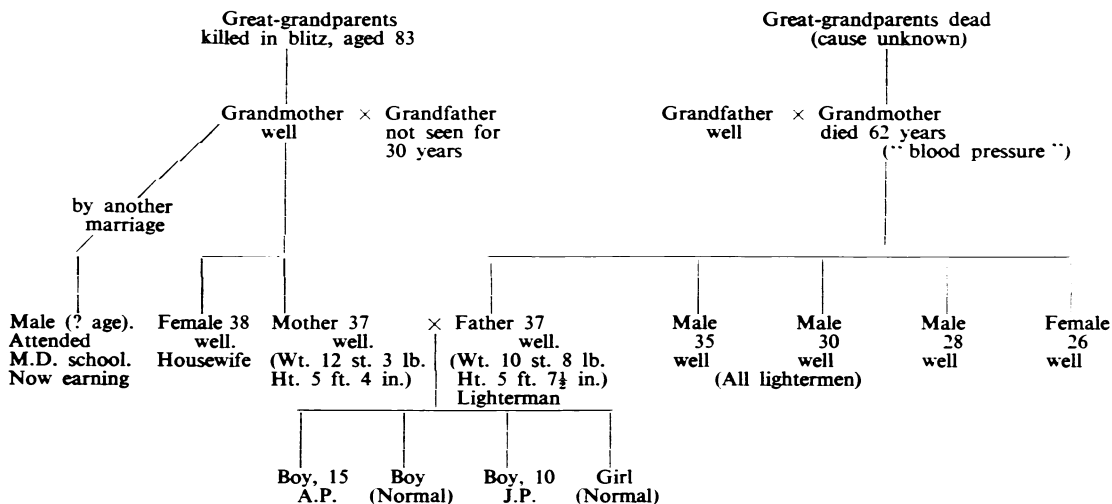 Great-grandparents
killed in blitz, aged 83
Great-grandparents dead
(cause unknown)
Grandmother × Grandfather
well not seen for
30 years
Grandfather × Grandmother
well died 62 years
(`` blood pressure ``)
by another
marriage
Male (? age).
Attended
M.D. school.
Now earning
Female 38
well.
Housewife
Mother 37 × Father 37
well.
(Wt. 12 st. 3 lb.
Ht. 5 ft. 4 in.)
well.
(Wt. 10 st. 8 lb.
Ht. 5 ft. 7½ in.)
Lighterman
Male
35
well
Male
30
well
Male
28
well
Female
26
well
(All lightermen)
Boy, 15
A.P.
Boy
(Normal)
Boy, 10
J.P.
Girl
(Normal)